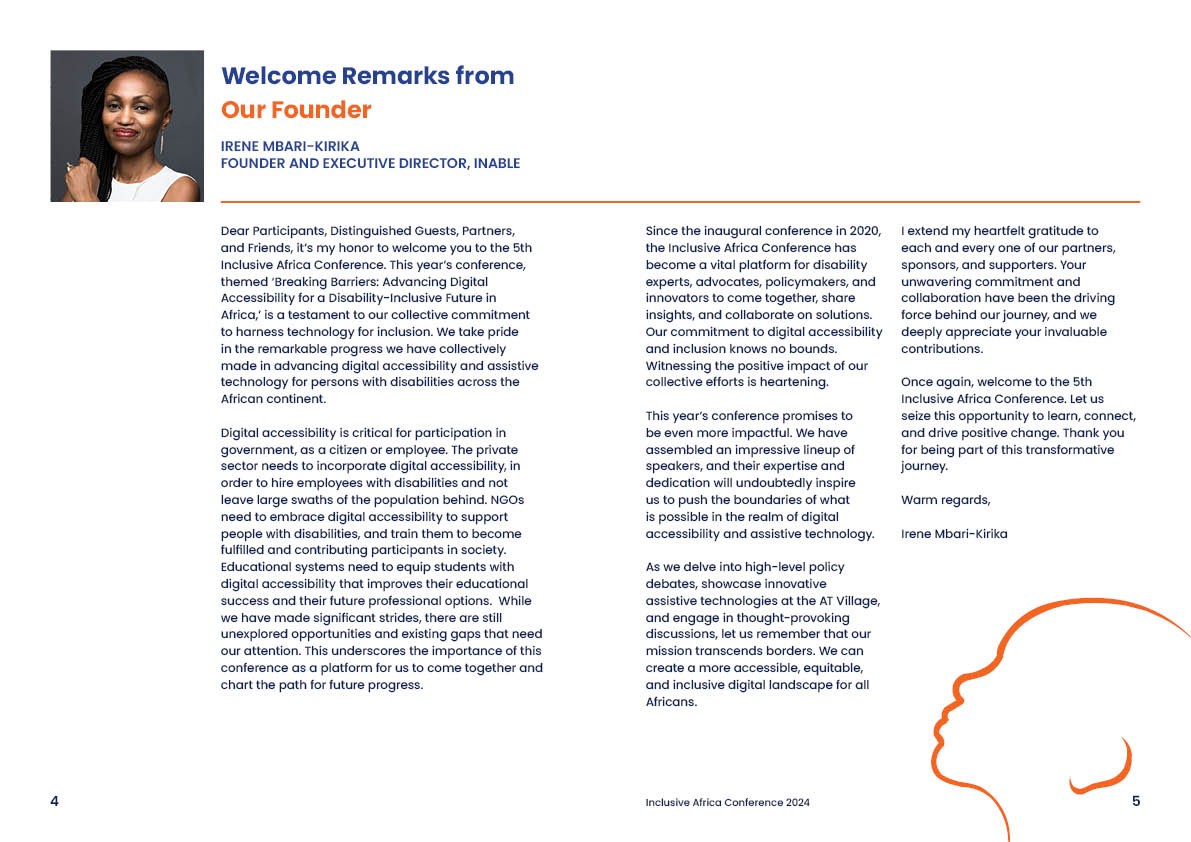 Welcome Remarks from
Our Founder
IRENE MBARI-KIRIKA
FOUNDER AND EXECUTIVE DIRECTOR, INABLE
Dear Participants, Distinguished Guests, Partners,
and Friends, it’s my honor to welcome you to the 5th
Inclusive Africa Conference. This year’s conference,
themed ‘Breaking Barriers: Advancing Digital
Accessibility for a Disability-Inclusive Future in
Africa,’ is a testament to our collective commitment
to harness technology for inclusion. We take pride
in the remarkable progress we have collectively
made in advancing digital accessibility and assistive
technology for persons with disabilities across the
African continent.
Digital accessibility is critical for participation in
government, as a citizen or employee. The private
sector needs to incorporate digital accessibility, in
order to hire employees with disabilities and not
leave large swaths of the population behind. NGOs
need to embrace digital accessibility to support
people with disabilities, and train them to become
fulfilled and contributing participants in society.
Educational systems need to equip students with
digital accessibility that improves their educational
success and their future professional options.  While
we have made significant strides, there are still
unexplored opportunities and existing gaps that need
our attention. This underscores the importance of this
conference as a platform for us to come together and
chart the path for future progress.
4
Since the inaugural conference in 2020,
the Inclusive Africa Conference has
become a vital platform for disability
experts, advocates, policymakers, and
innovators to come together, share
insights, and collaborate on solutions.
Our commitment to digital accessibility
and inclusion knows no bounds.
Witnessing the positive impact of our
collective efforts is heartening.
This year’s conference promises to
be even more impactful. We have
assembled an impressive lineup of
speakers, and their expertise and
dedication will undoubtedly inspire
us to push the boundaries of what
is possible in the realm of digital
accessibility and assistive technology.
As we delve into high-level policy
debates, showcase innovative
assistive technologies at the AT Village,
and engage in thought-provoking
discussions, let us remember that our
mission transcends borders. We can
create a more accessible, equitable,
and inclusive digital landscape for all
Africans.
I extend my heartfelt gratitude to
each and every one of our partners,
sponsors, and supporters. Your
unwavering commitment and
collaboration have been the driving
force behind our journey, and we
deeply appreciate your invaluable
contributions.
Once again, welcome to the 5th
Inclusive Africa Conference. Let us
seize this opportunity to learn, connect,
and drive positive change. Thank you
for being part of this transformative
journey.
Warm regards,
Irene Mbari-Kirika
Inclusive Africa Conference 2024
5